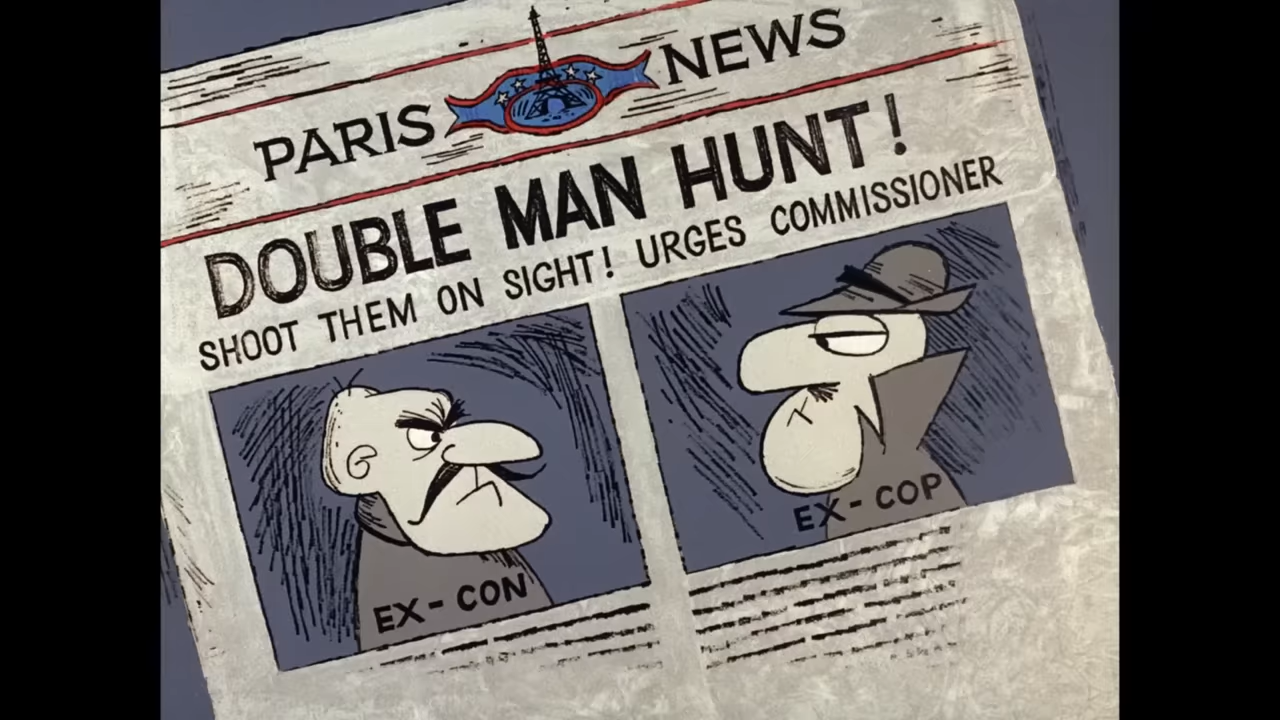 PARIS NEWS
DOUBLE MAN HUNT!
SHOOT THEM ON SIGHT! URGES COMMISSIONER
EX-CON
EX-COP